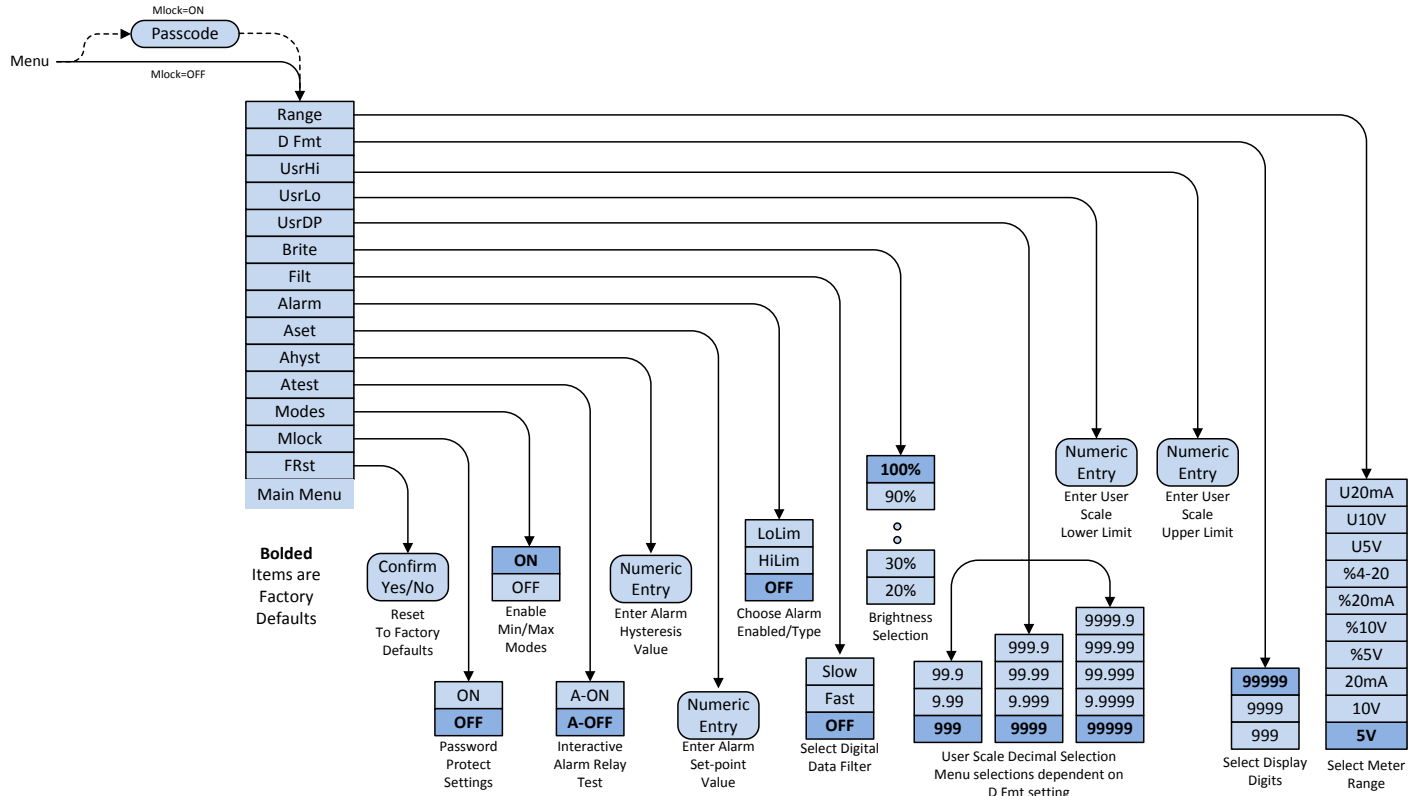 Mlock=ON
Passcode
Menu
Mlock=OFF
Range
D Fmt
UsrHi
UsrLo
UsrDP
Brite
Filt
Alarm
Aset
Ahyst
Atest
Modes
Mlock
FRst
Main Menu
Bolded
Items are
Factory
Defaults
Confirm
Yes/No
Reset
To Factory
Defaults
ON
OFF
Password
Protect
Settings
ON
OFF
Enable
Min/Max
Modes
A-ON
A-OFF
Interactive
Alarm Relay
Test
Numeric
Entry
Enter Alarm
Hysteresis
Value
Numeric
Entry
Enter Alarm
Set-point
Value
LoLim
HiLim
OFF
Choose Alarm
Enabled/Type
Slow
Fast
OFF
Select Digital
Data Filter
100%
90%
30%
20%
Brightness
Selection
99.9
9.99
999
999.9
99.99
9.999
9999
9999.9
999.99
99.999
9.9999
99999
User Scale Decimal Selection
Menu selections dependent on
D Fmt setting
Numeric
Entry
Enter User
Scale
Lower Limit
Numeric
Entry
Enter User
Scale
Upper Limit
99999
9999
999
Select Display
Digits
U20mA
U10V
U5V
%4-20
%20mA
%10V
%5V
20mA
10V
5V
Select Meter
Range